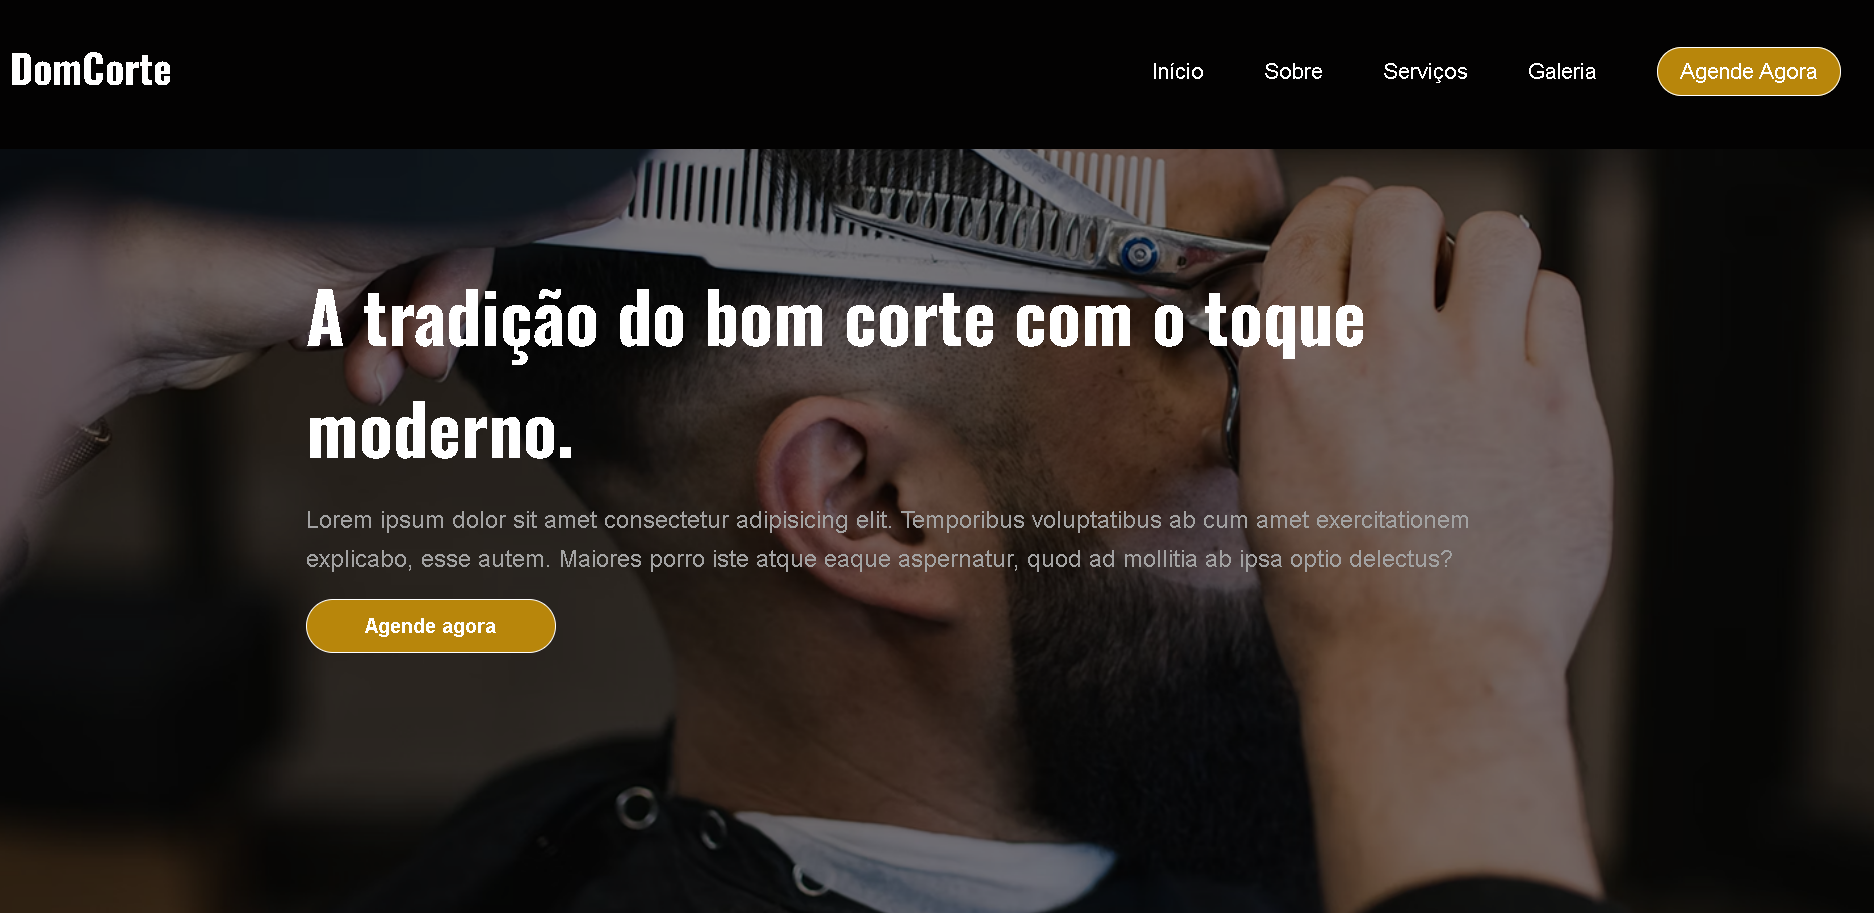 DomCorte
Início
Sobre
Serviços
Galeria
Agende Agora
A tradição do bom corte com o toque
moderno.
Lorem ipsum dolor sit amet consectetur adipisicing elit. Temporibus voluptatibus ab cum amet exercitationem
explicabo, esse autem. Maiores porro iste atque eaque aspernatur, quod ad mollitia ab ipsa optio delectus?
Agende agora